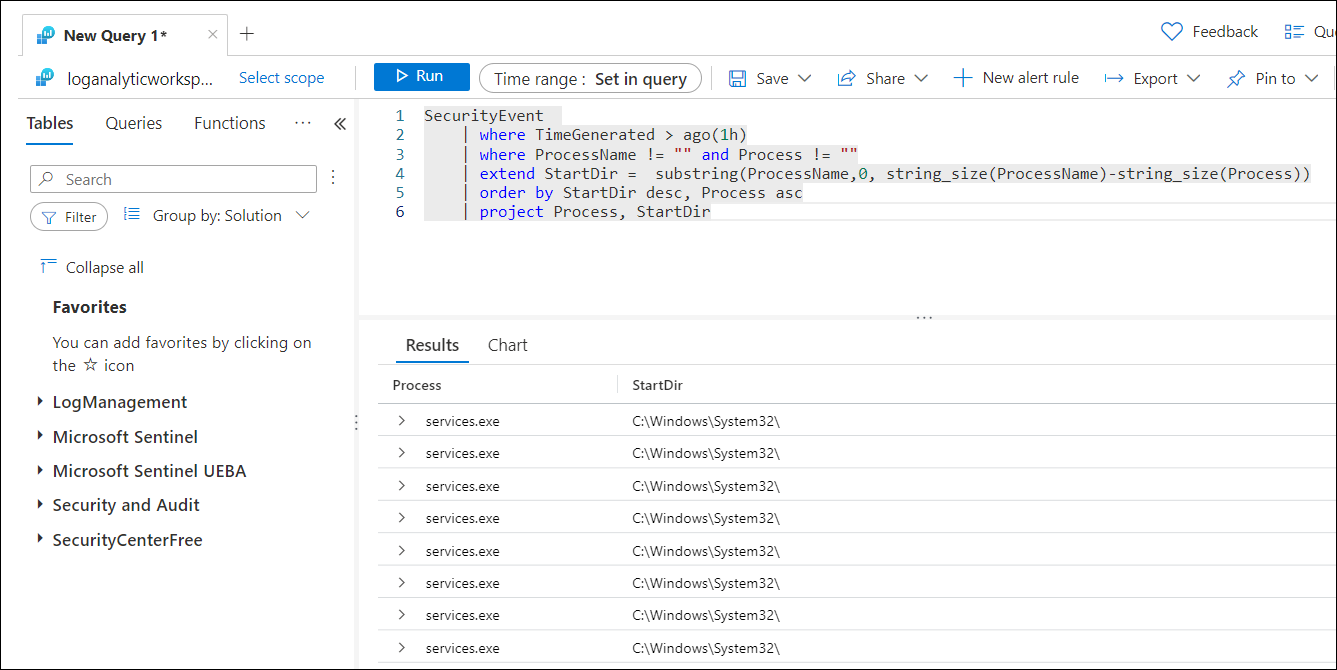 New Query 1*
Feedback
loganalyticworksp...
Select scope
Run
Time range : Set in query
Save
Share
New alert rule
Export
Pin to
Tables
Queries
Functions
Search
Filter
Group by: Solution
Collapse all
Favorites
You can add favorites by clicking on
the ☆ icon
LogManagement
Microsoft Sentinel
Microsoft Sentinel UEBA
Security and Audit
SecurityCenterFree
1 SecurityEvent
2 | where TimeGenerated > ago(1h)
3 | where ProcessName != "" and Process != ""
4 | extend StartDir =  substring(ProcessName,0, string_size(ProcessName)-string_size(Process))
5 | order by StartDir desc, Process asc
6 | project Process, StartDir
Results
Chart
Process StartDir
services.exe C:\Windows\System32\
services.exe C:\Windows\System32\
services.exe C:\Windows\System32\
services.exe C:\Windows\System32\
services.exe C:\Windows\System32\
services.exe C:\Windows\System32\
services.exe C:\Windows\System32\
services.exe C:\Windows\System32\